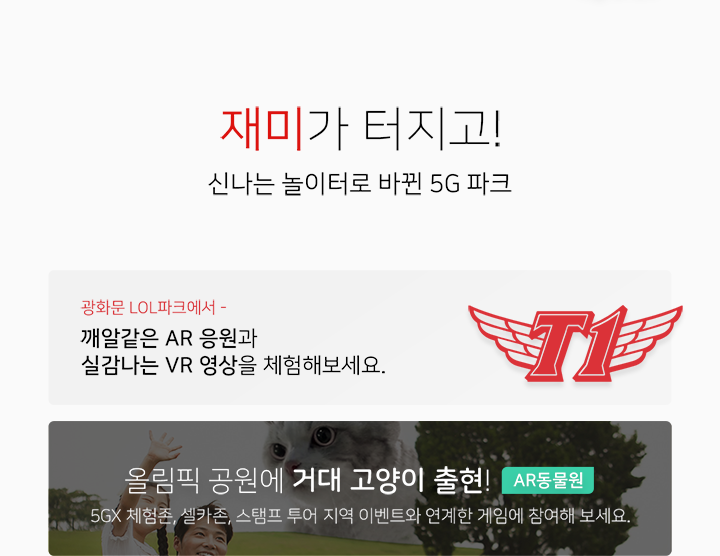 재미가 터지고!
신나는 놀이터로 바뀐 5G 파크
광화문 LOL파크에서 -
깨알같은 AR 응원과
실감나는 VR 영상을 체험해보세요.
T1
올림픽 공원에 거대 고양이 출현! AR동물원
5GX 체험존, 셀카존, 스탬프 투어 지역 이벤트와 연계한 게임에 참여해 보세요.